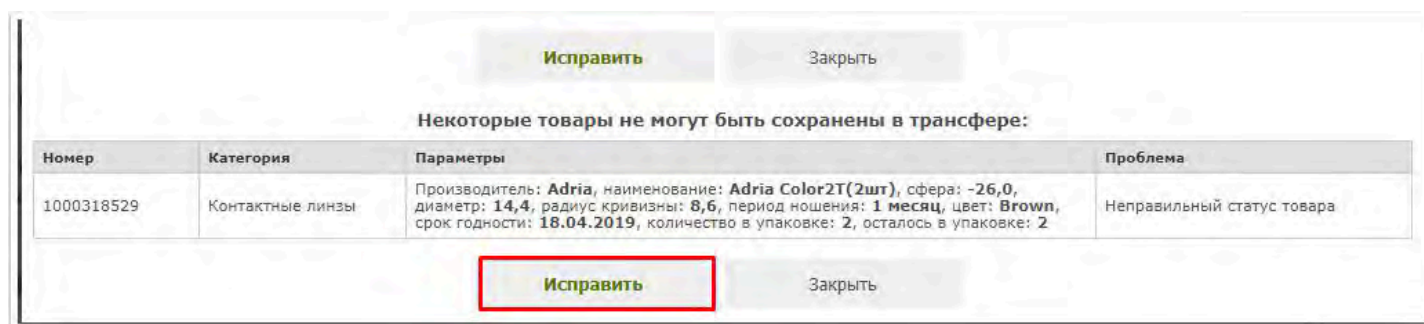 Исправить Закрыть
Некоторые товары не могут быть сохранены в трансфере:
Номер Категория Параметры Проблема
1000318529 Контактные линзы Производитель: Adria, наименование: Adria Color2T(2шт), сфера: -26,0,
диаметр: 14,4, радиус кривизны: 8,6, период ношения: 1 месяц, цвет: Brown,
срок годности: 18.04.2019, количество в упаковке: 2, осталось в упаковке: 2
Неправильный статус товара
Исправить Закрыть